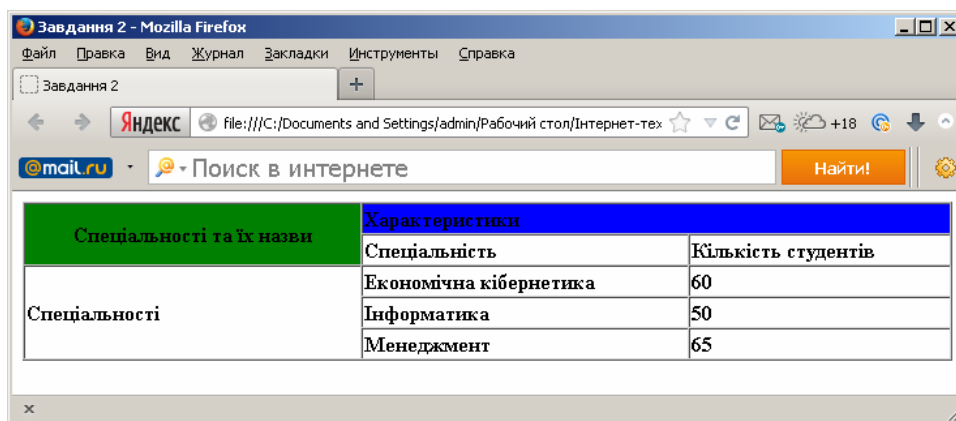 Завдання 2 - Mozilla Firefox
Файл Правка Вид Журнал Закладки Инструменты Справка
Завдання 2
Яндекс file:///C:/Documents and Settings/admin/Рабочий стол/Інтернет-тех +18
@mail.ru Поиск в интернете Найти!
Спеціальності та їх назви
Характеристики
Спеціальність Кількість студентів
Спеціальності
Економічна кібернетика 60
Інформатика 50
Менеджмент 65